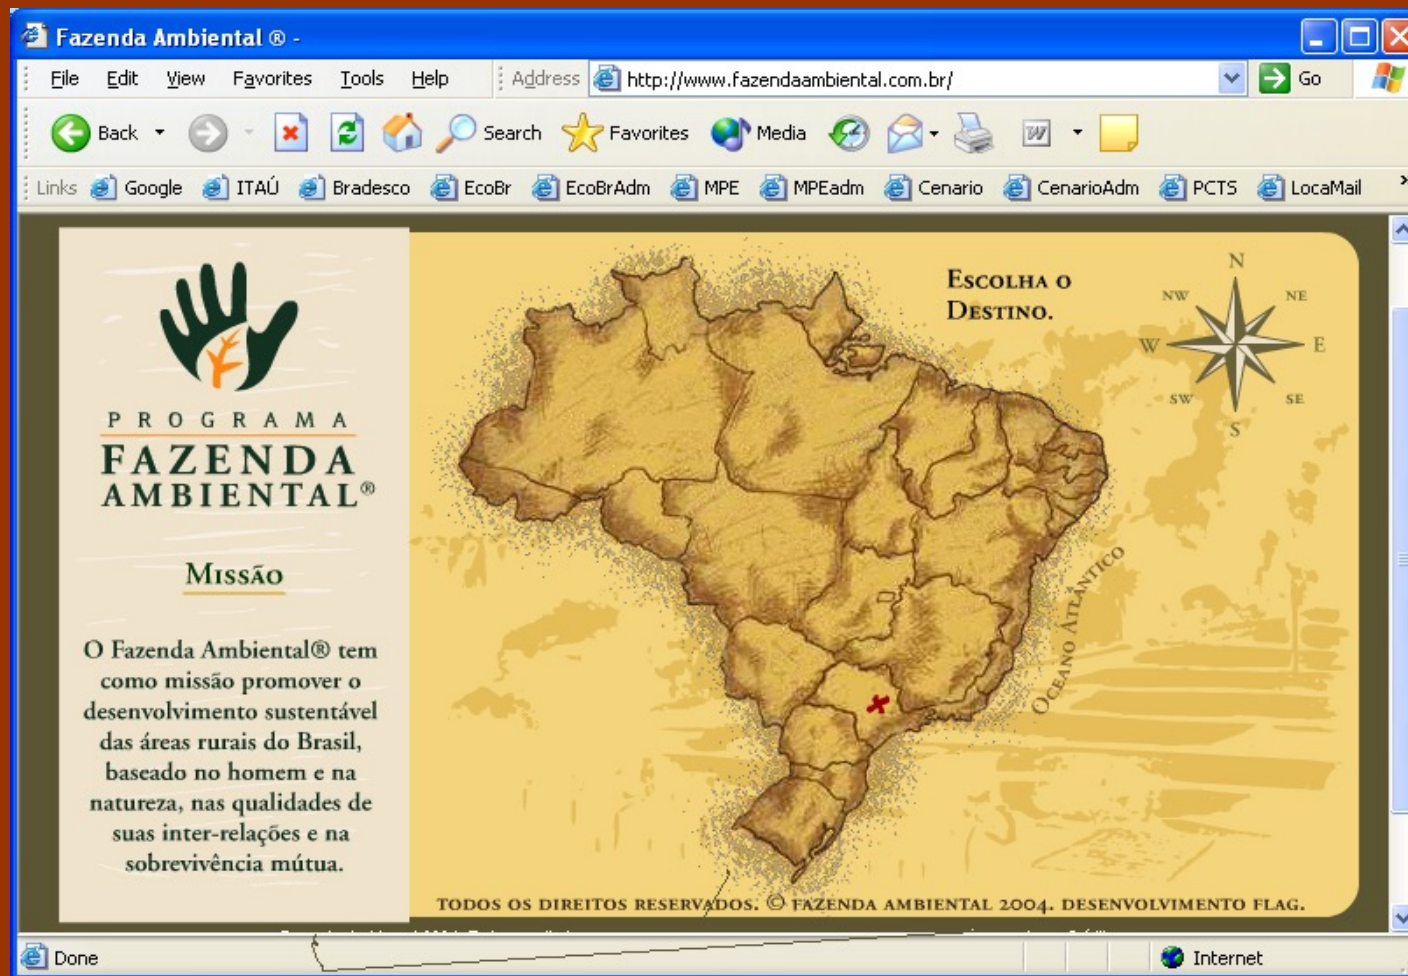 Fazenda Ambiental ® -
File Edit View Favorites Tools Help Address http://www.fazendaambiental.com.br/ Go
Back Search Favorites Media
Links Google ITAÚ Bradesco EcoBr EcoBrAdm MPE MPEadm Cenario CenarioAdm PCTS LocaMail »
PROGRAMA
FAZENDA
AMBIENTAL®
MISSÃO
O Fazenda Ambiental® tem
como missão promover o
desenvolvimento sustentável
das áreas rurais do Brasil,
baseado no homem e na
natureza, nas qualidades de
suas inter-relações e na
sobrevivência mútua.
ESCOLHA O
DESTINO.
N
NW NE
W E
SW SE
S
OCEANO ATLÂNTICO
TODOS OS DIREITOS RESERVADOS. © FAZENDA AMBIENTAL 2004. DESENVOLVIMENTO FLAG.
Done Internet